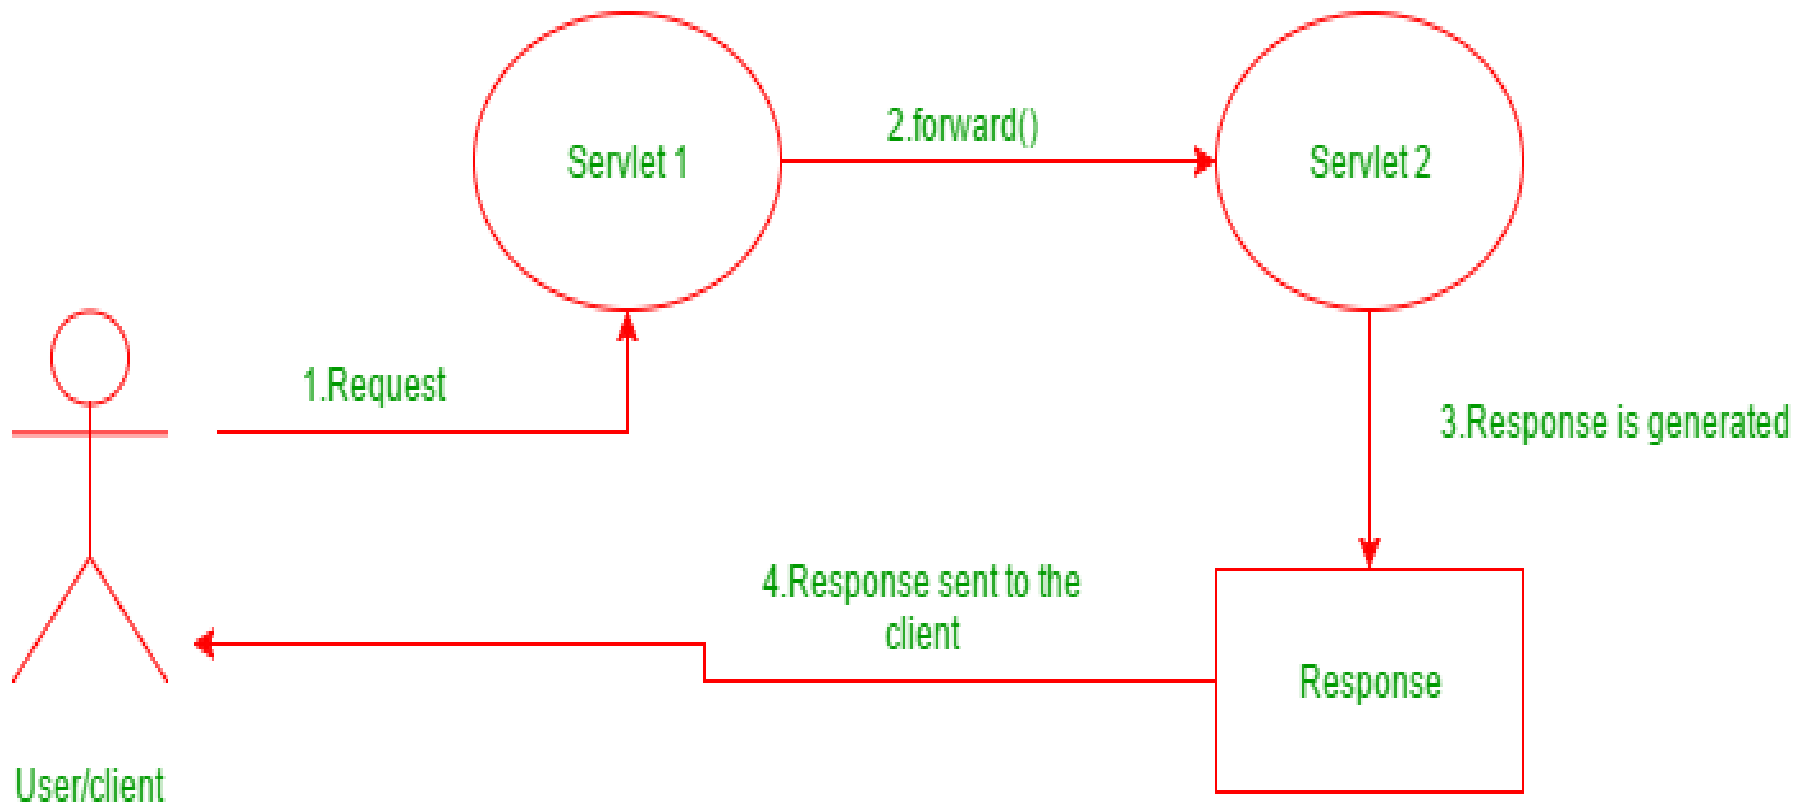 2.forward()
Servlet 1
Servlet 2
1.Request
3.Response is generated
4.Response sent to the
client
Response
User/client